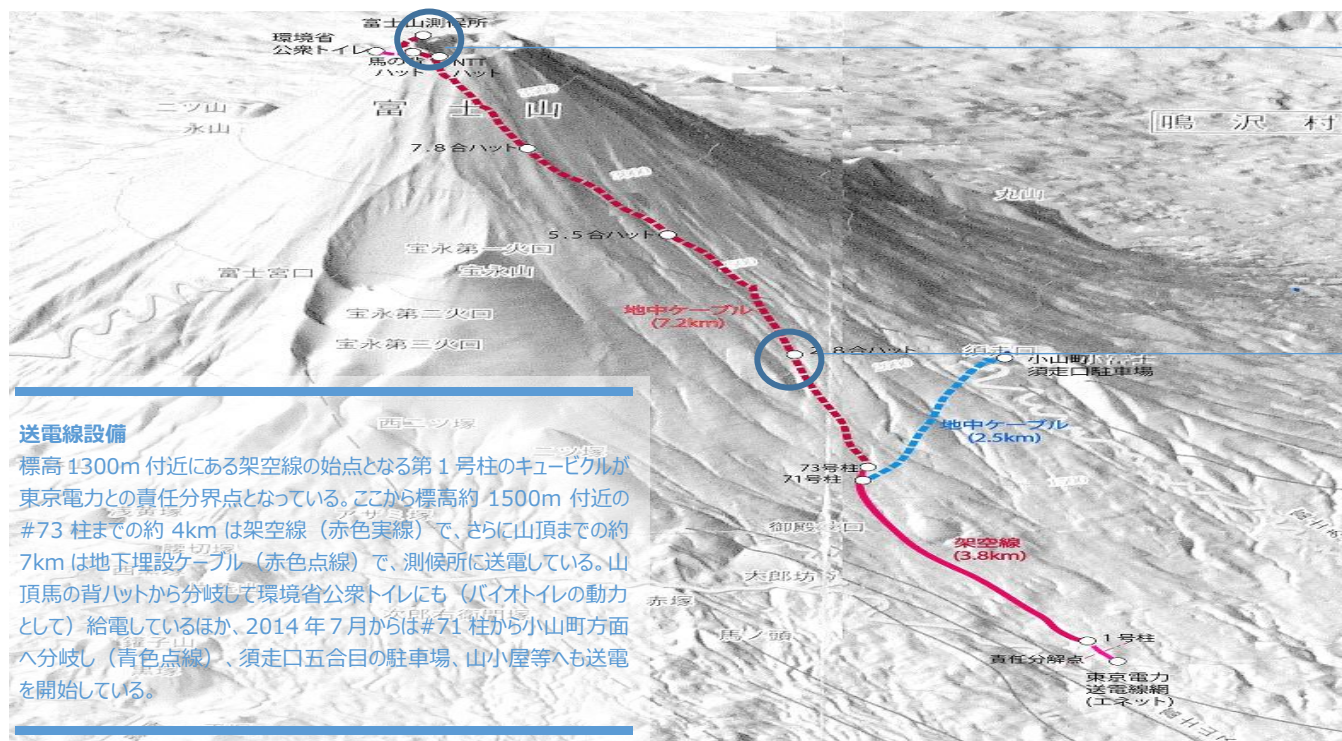 富士山測候所
環境省
公衆トイレ
馬の背
ハット
NTT
ハット
二ツ山
氷山
富士山
鳴沢村
7.8合ハット
丸山
5.5合ハット
宝永第一火口
宝永山
富士宮口
地中ケーブル
(7.2km)
宝永第二火口
宝永第三火口
2.8合ハット
須走口
小山町
須走口駐車場
地中ケーブル
(2.5km)
西二ツ塚
二ツ塚
73号柱
71号柱
送電線設備
標高1300m付近にある架空線の始点となる第1号柱のキュービクルが
東京電力との責任分界点となっている。ここから標高約1500m付近の
#73柱までの約4kmは架空線（赤色実線）で、さらに山頂までの約
7kmは地下埋設ケーブル（赤色点線）で、測候所に送電している。山
頂馬の背ハットから分岐して環境省公衆トイレにも（バイオトイレの動力
として）給電しているほか、2014年7月からは#71柱から小山町方面
へ分岐し（青色点線）、須走口五合目の駐車場、山小屋等へも送電
を開始している。
架空線
(3.8km)
太郎坊
赤塚
馬ノ頭
1号柱
責任分解点
東京電力
送電線網
(エネット)